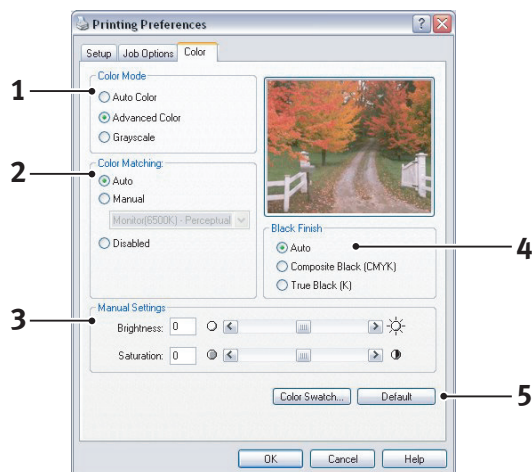 Printing Preferences
Setup Job Options Color
Color Mode
1
Auto Color
Advanced Color
Grayscale
2
Color Matching:
Auto
Manual
Monitor(6500K) - Perceptual
Disabled
Black Finish
Auto
4
Composite Black (CMYK)
True Black (K)
3
Manual Settings
Brightness: 0
Saturation: 0
Color Swatch... Default
5
OK Cancel Help